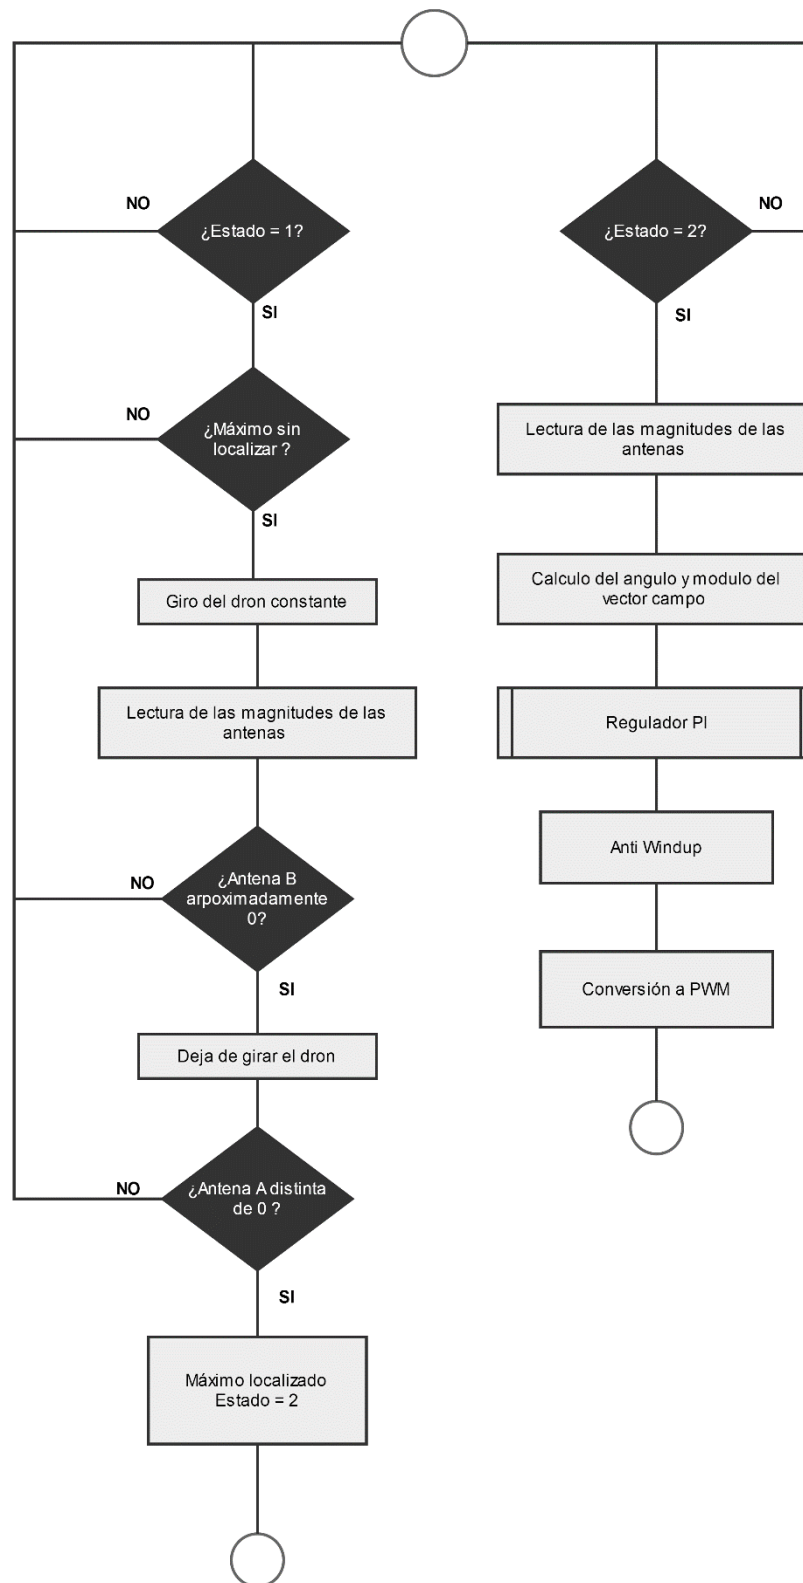 NO
¿Estado = 1?
SI
NO
¿Máximo sin
localizar ?
SI
Giro del dron constante
Lectura de las magnitudes de las
antenas
NO
¿Antena B
arpoximadamente
0?
SI
Deja de girar el dron
NO
¿Antena A distinta
de 0 ?
SI
Máximo localizado
Estado = 2
¿Estado = 2?
NO
SI
Lectura de las magnitudes de las
antenas
Calculo del angulo y modulo del
vector campo
Regulador PI
Anti Windup
Conversión a PWM